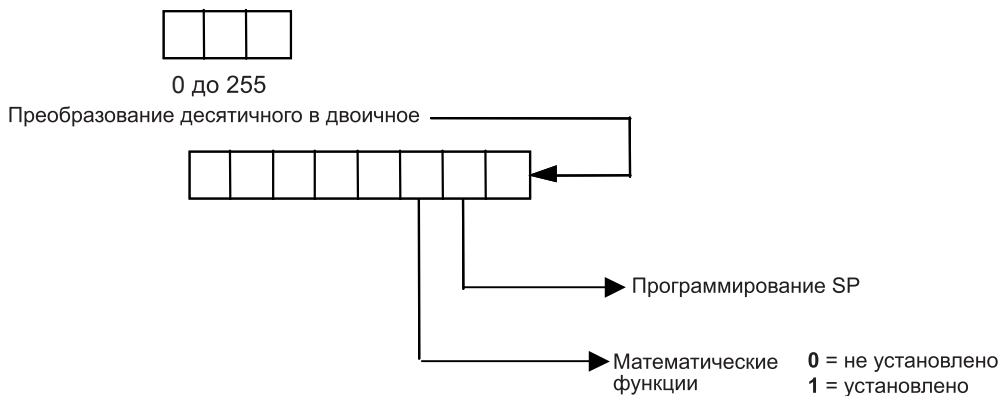 0 до 255
Преобразование десятичного в двоичное
Программирование SP
Математические функции
0 = не установлено
1 = установлено